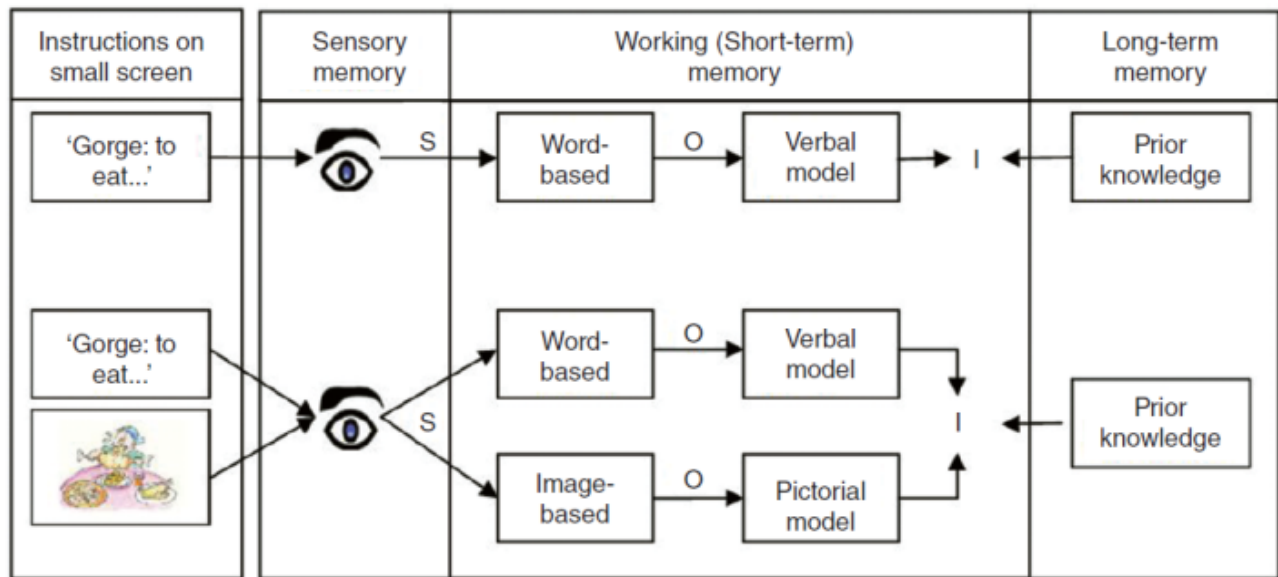 Instructions on
small screen
Sensory
memory
Working (Short-term)
memory
Long-term
memory
'Gorge: to
eat...'
S
Word-
based
O
Verbal
model
I
Prior
knowledge
'Gorge: to
eat...'
S
Word-
based
O
Verbal
model
I
Prior
knowledge
Image-
based
O
Pictorial
model